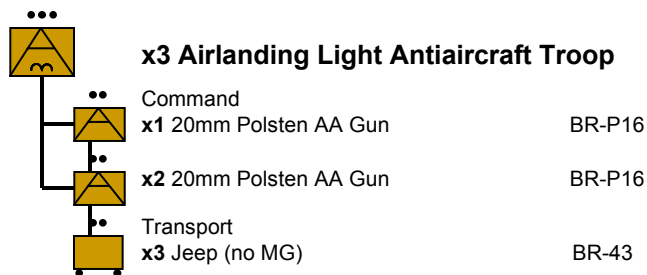 x3 Airlanding Light Antiaircraft Troop
Command
x1 20mm Polsten AA Gun BR-P16
x2 20mm Polsten AA Gun BR-P16
Transport
x3 Jeep (no MG) BR-43